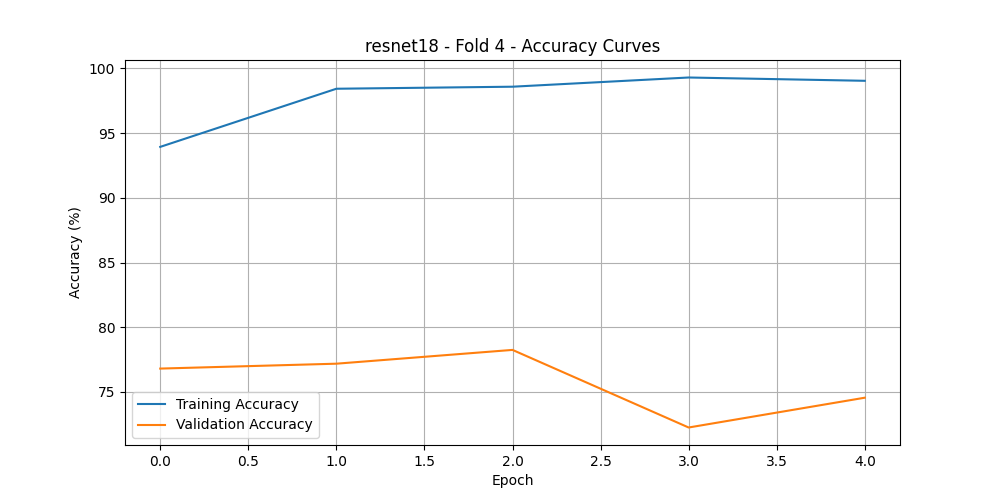 resnet18 - Fold 4 - Accuracy Curves
100
95
90
85
80
75
Accuracy (%)
Training Accuracy
Validation Accuracy
0.0 0.5 1.0 1.5 2.0 2.5 3.0 3.5 4.0
Epoch